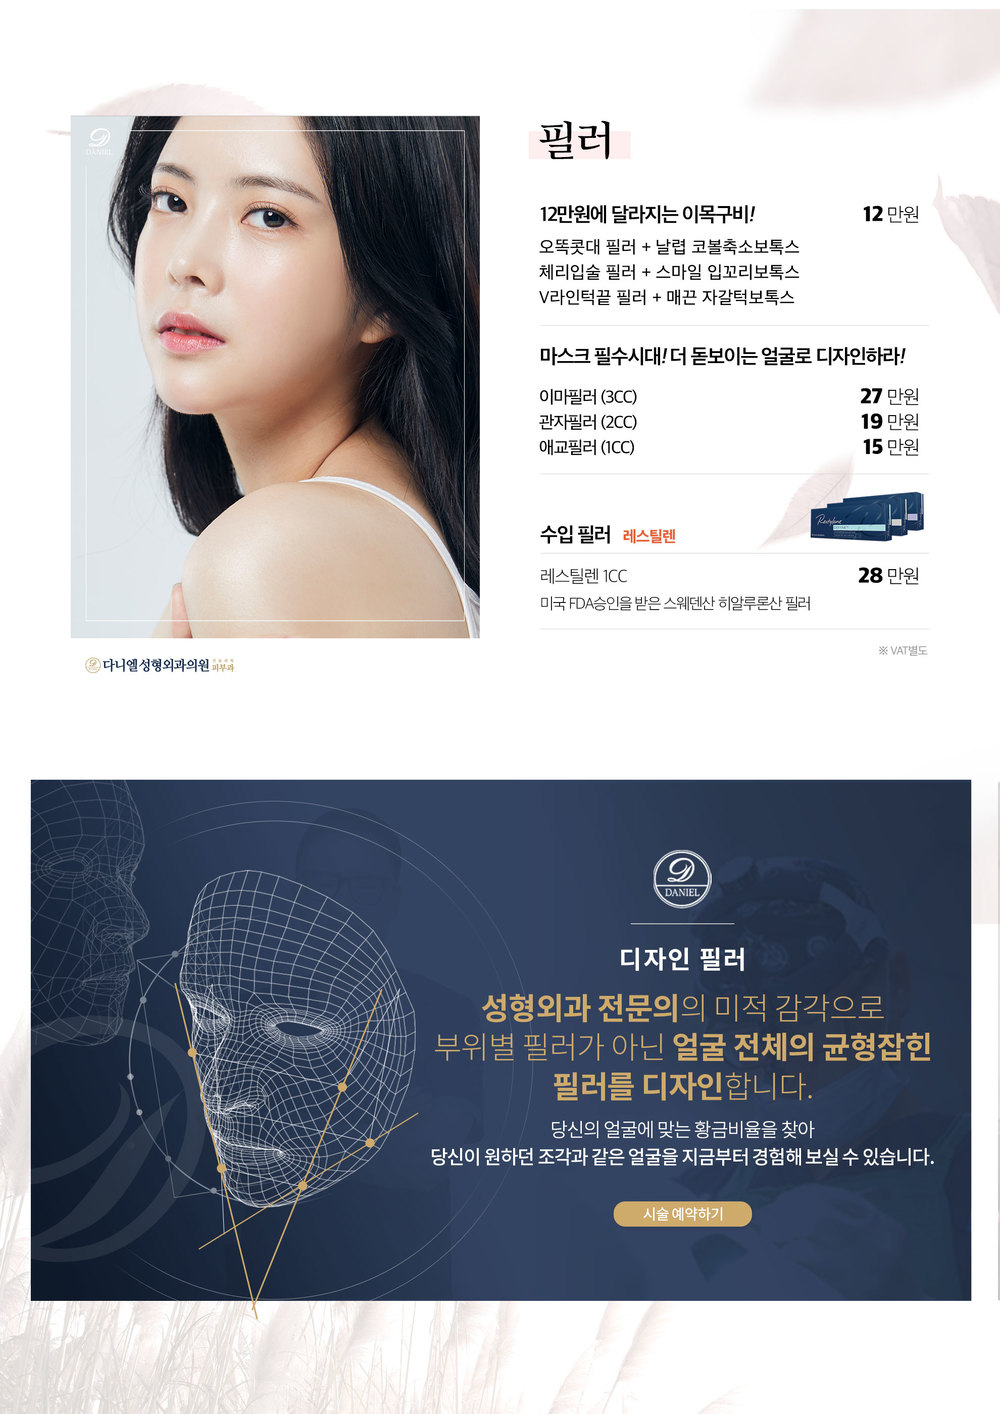 DANIEL
필러
12만원에 달라지는 이목구비! 12 만원
오똑콧대 필러 + 날렵 코볼축소보톡스
체리입술 필러 + 스마일 입꼬리보톡스
V라인턱끝 필러 + 매끈 자갈턱보톡스
마스크 필수시대! 더 돋보이는 얼굴로 디자인하라!
이마필러 (3CC) 27 만원
관자필러 (2CC) 19 만원
애교필러 (1CC) 15 만원
수입 필러 레스틸렌
Restylane
레스틸렌 1CC 28 만원
미국 FDA승인을 받은 스웨덴산 히알루론산 필러
※ VAT별도
다니엘성형외과의원 피부과
DANIEL
디자인 필러
성형외과 전문의의 미적 감각으로
부위별 필러가 아닌 얼굴 전체의 균형잡힌
필러를 디자인합니다.
당신의 얼굴에 맞는 황금비율을 찾아
당신이 원하던 조각과 같은 얼굴을 지금부터 경험해 보실 수 있습니다.
시술 예약하기